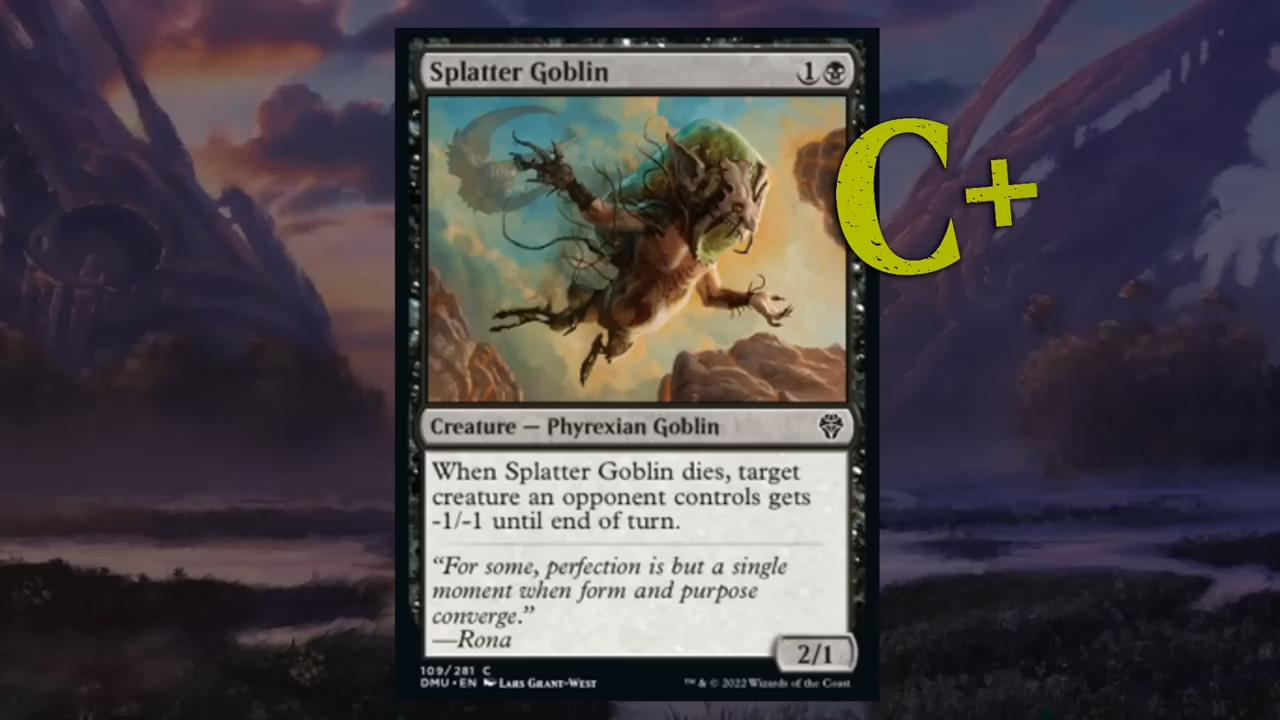 Splatter Goblin 1
C+
Creature — Phyrexian Goblin
When Splatter Goblin dies, target
creature an opponent controls gets
-1/-1 until end of turn.
“For some, perfection is but a single
moment when form and purpose
converge.”
—Rona
2/1
109/281 C
DMU • EN Lars Grant-West
™ & © 2022 Wizards of the Coast